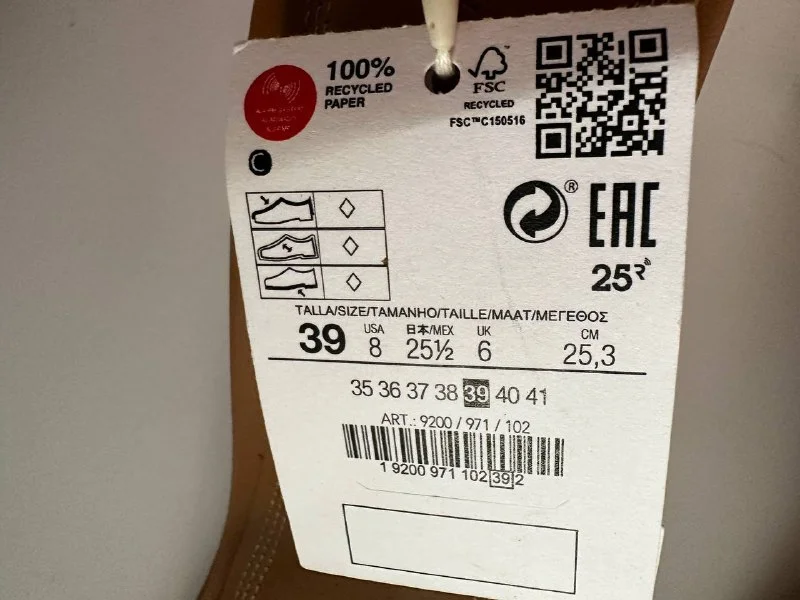 100%
RECYCLED
PAPER
FSC™
RECYCLED
FSC™C150516
C
®
EAC
25R
TALLA/SIZE/TAMANHO/TAILLE/MAAT/ΜΕΓΕΘΟΣ
39 USA 8 日本/MEX 25½ UK 6 CM 25,3
35 36 37 38 39 40 41
ART.: 9200 / 971 / 102
1 9200 971 102 39 2